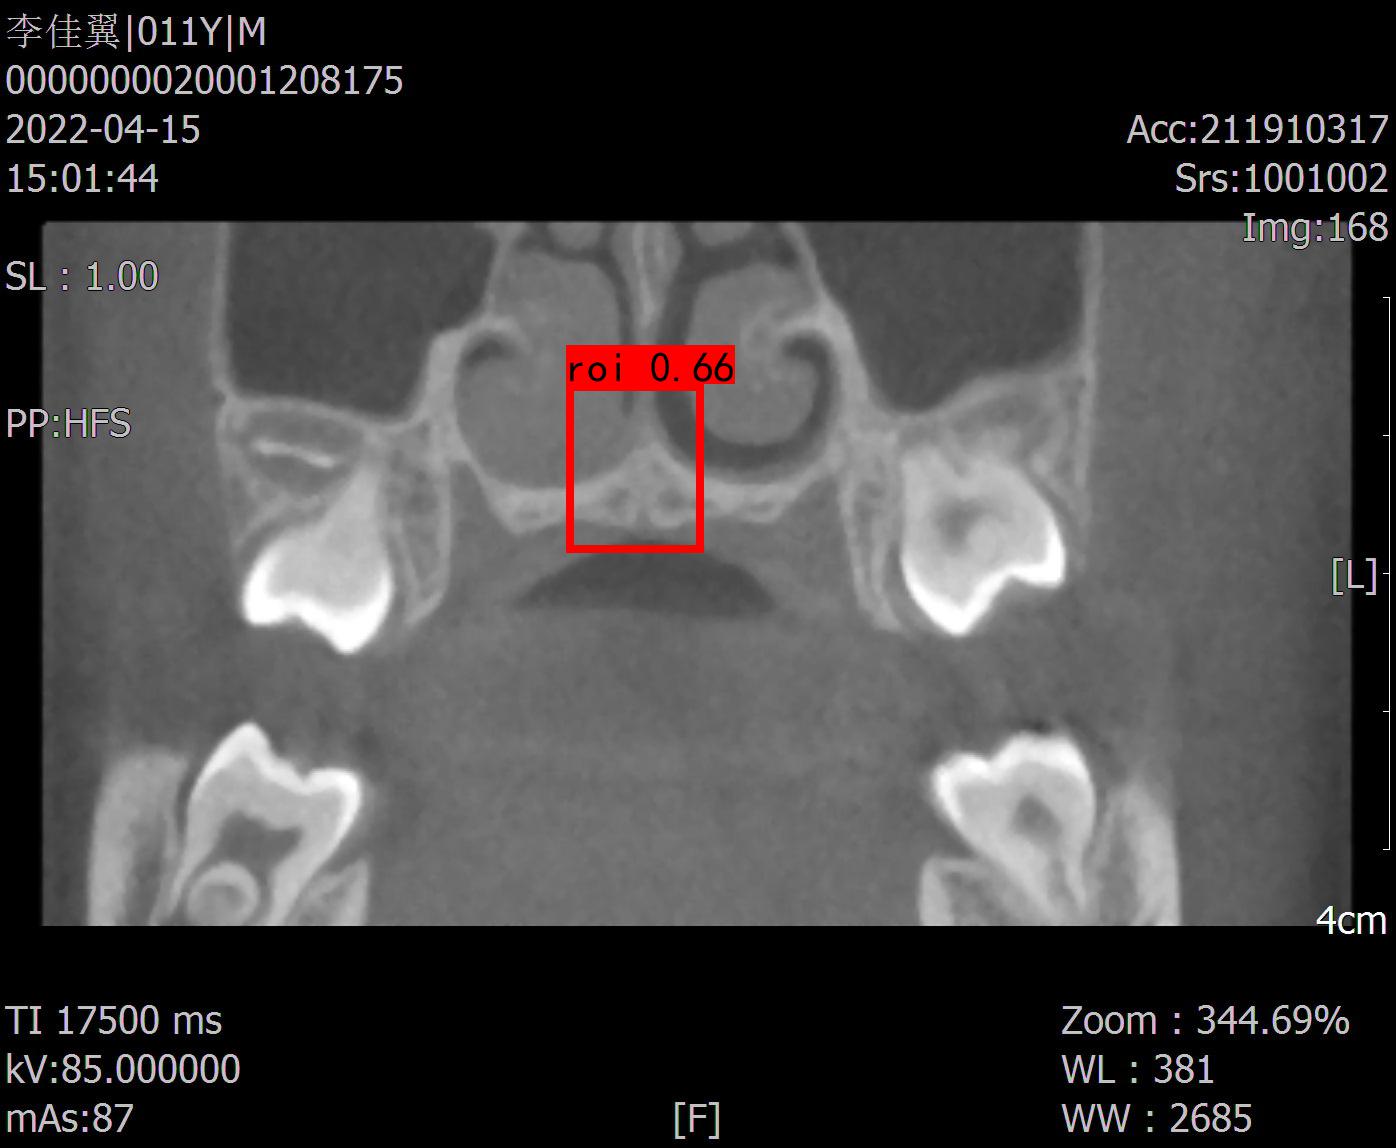 李佳翼|011Y|M
0000000020001208175
2022-04-15
15:01:44
Acc:211910317
Srs:1001002
Img:168
SL : 1.00
roi 0.66
PP:HFS
[L]
4cm
TI 17500 ms
kV:85.000000
mAs:87
[F]
Zoom : 344.69%
WL : 381
WW : 2685